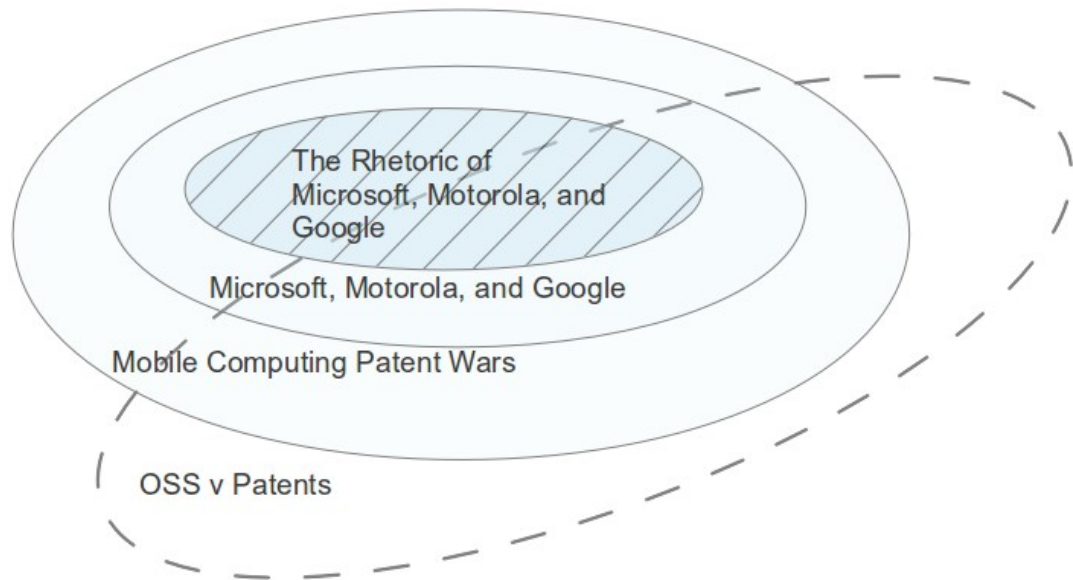 The Rhetoric of
Microsoft, Motorola, and
Google
Microsoft, Motorola, and Google
Mobile Computing Patent Wars
OSS v Patents